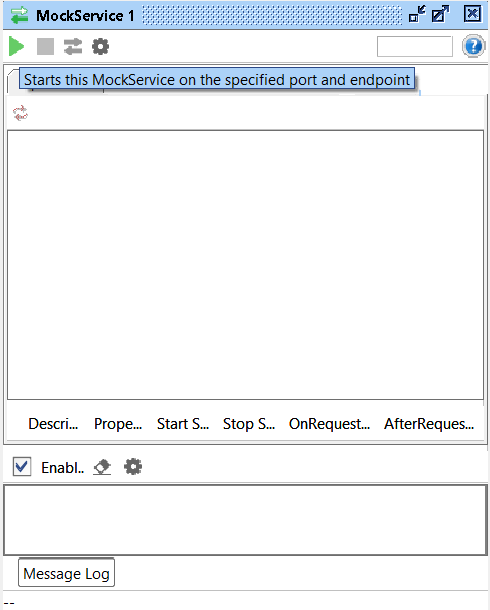 MockService 1
?
Starts this MockService on the specified port and endpoint
Descri... Prope... Start S... Stop S... OnRequest... AfterReques...
Enabl..
Message Log
--